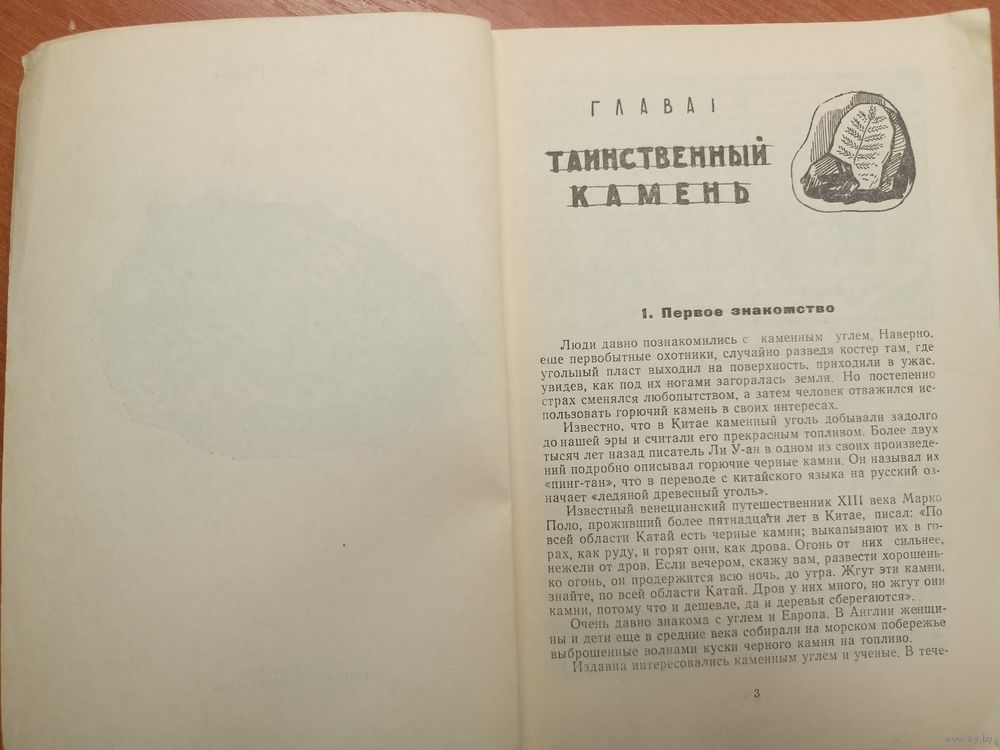 ГЛАВА I
ТАИНСТВЕННЫЙ
КАМЕНЬ
1. Первое знакомство
Люди давно познакомились с каменным углем. Наверно,
еще первобытные охотники, случайно разведя костер там, где
угольный пласт выходил на поверхность, приходили в ужас,
увидев, как под их ногами загоралась земля. Но постепенно
страх сменялся любопытством, а затем человек отважился ис-
пользовать горючий камень в своих интересах.
Известно, что в Китае каменный уголь добывали задолго
до нашей эры и считали его прекрасным топливом. Более двух
тысяч лет назад писатель Ли У-ан в одном из своих произведе-
ний подробно описывал горючие черные камни. Он называл их
«пинг-тан», что в переводе с китайского языка на русский оз-
начает «ледяной древесный уголь».
Известный венецианский путешественник XIII века Марко
Поло, проживший более пятнадцати лет в Китае, писал: «По
всей области Катай есть черные камни; выкапывают их в го-
рах, как руду, и горят они, как дрова. Огонь от них сильнее,
нежели от дров. Если вечером, скажу вам, развести хорошень-
ко огонь, он продержится всю ночь, до утра. Жгут эти камни,
знайте, по всей области Катай. Дров у них много, но жгут они
камни, потому что и дешевле, да и деревья сберегаются».
Очень давно знакома с углем и Европа. В Англии женщи-
ны и дети еще в средние века собирали на морском побережье
выброшенные волнами куски черного камня на топливо.
Издавна интересовались каменным углем и ученые. В тече-
3
www.ay.by